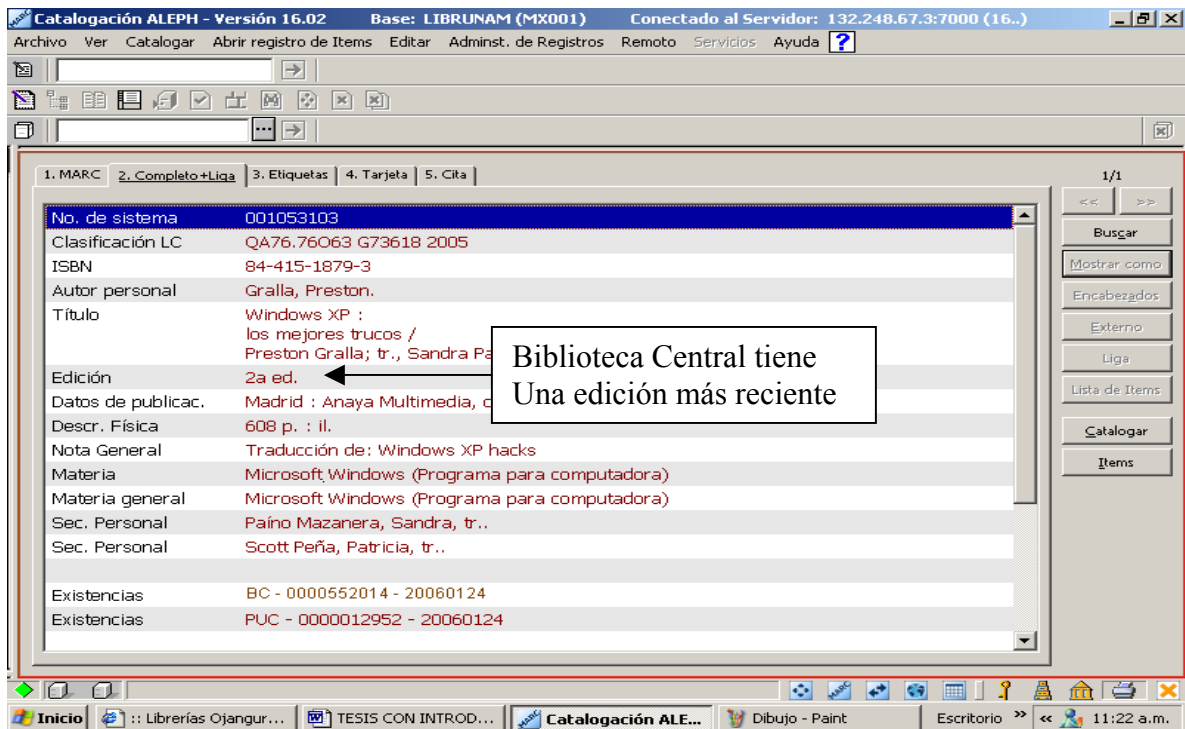 Catalogación ALEPH - Versión 16.02 Base: LIBRUNAM (MX001) Conectado al Servidor: 132.248.67.3:7000 (16..)
Archivo Ver Catalogar Abrir registro de Items Editar Adminst. de Registros Remoto Servicios Ayuda ?
1. MARC 2. Completo+Liga 3. Etiquetas 4. Tarjeta 5. Cita
1/1
<< >>
Buscar
Mostrar como
Encabezados
Externo
Liga
Lista de Items
Catalogar
Items
No. de sistema 001053103
Clasificación LC QA76.76O63 G73618 2005
ISBN 84-415-1879-3
Autor personal Gralla, Preston.
Título Windows XP :
los mejores trucos /
Preston Gralla; tr., Sandra
Edición 2a ed.
Datos de publicac. Madrid : Anaya Multimedia,
Descr. Física 608 p. : il.
Nota General Traducción de: Windows XP hacks
Materia Microsoft Windows (Programa para computadora)
Materia general Microsoft Windows (Programa para computadora)
Sec. Personal Paíno Mazanera, Sandra, tr..
Sec. Personal Scott Peña, Patricia, tr..
Existencias BC - 0000552014 - 20060124
Existencias PUC - 0000012952 - 20060124
Biblioteca Central tiene
Una edición más reciente
Inicio :: Librerías Ojangur... TESIS CON INTROD... Catalogación ALE... Dibujo - Paint Escritorio >> << 11:22 a.m.